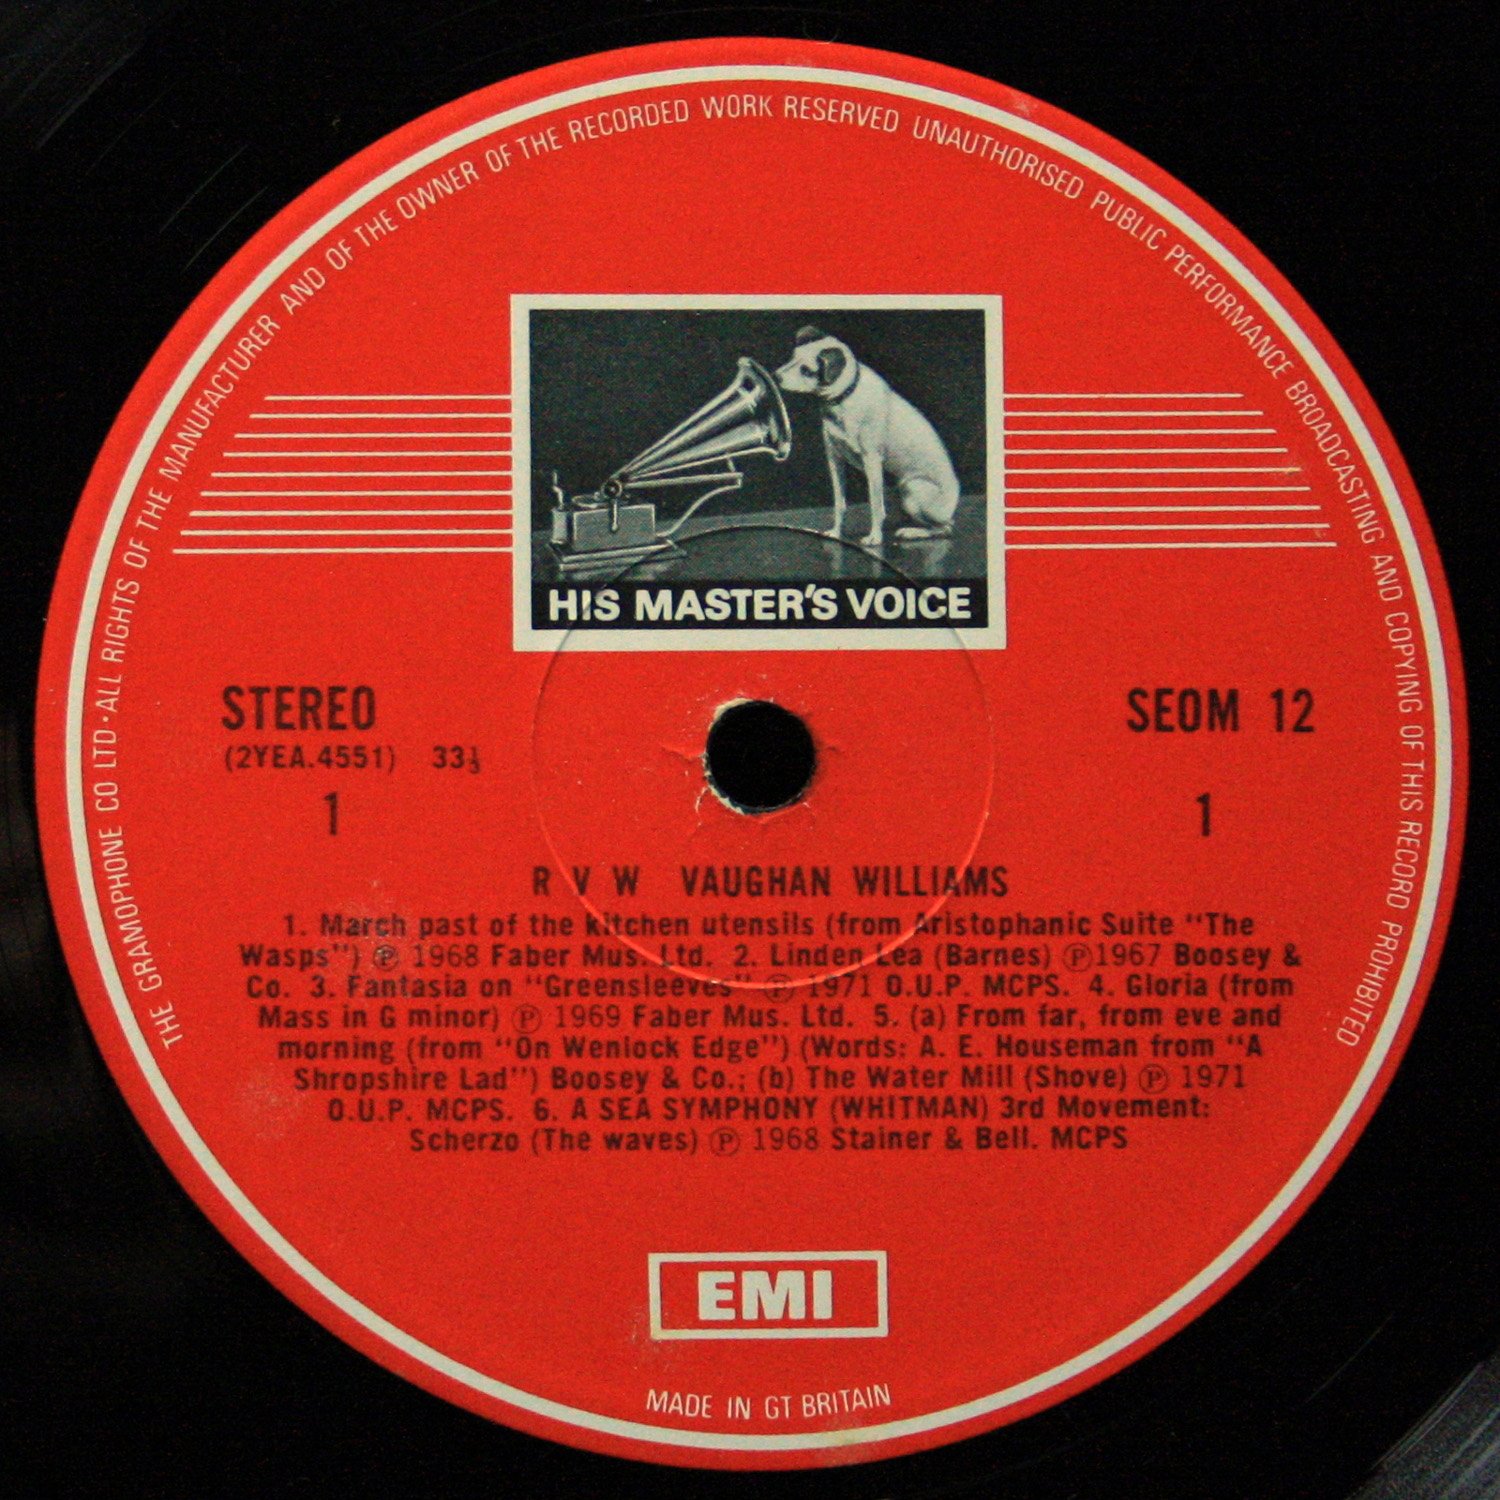 THE GRAMOPHONE CO LTD · ALL RIGHTS OF THE MANUFACTURER AND OF THE OWNER OF THE RECORDED WORK RESERVED UNAUTHORISED PUBLIC PERFORMANCE BROADCASTING AND COPYING OF THIS RECORD PROHIBITED
HIS MASTER'S VOICE
STEREO SEOM 12
(2YEA.4551) 33⅓
1 1
R V W VAUGHAN WILLIAMS
1. March past of the kitchen utensils (from Aristophanic Suite "The
Wasps") ℗ 1968 Faber Mus. Ltd. 2. Linden Lea (Barnes) ℗1967 Boosey &
Co. 3. Fantasia on "Greensleeves" ℗ 1971 O.U.P. MCPS. 4. Gloria (from
Mass in G minor) ℗ 1969 Faber Mus. Ltd. 5. (a) From far, from eve and
morning (from "On Wenlock Edge") (Words: A. E. Houseman from "A
Shropshire Lad") Boosey & Co.; (b) The Water Mill (Shove) ℗ 1971
O.U.P. MCPS. 6. A SEA SYMPHONY (WHITMAN) 3rd Movement:
Scherzo (The waves) ℗ 1968 Stainer & Bell. MCPS
EMI
MADE IN GT BRITAIN